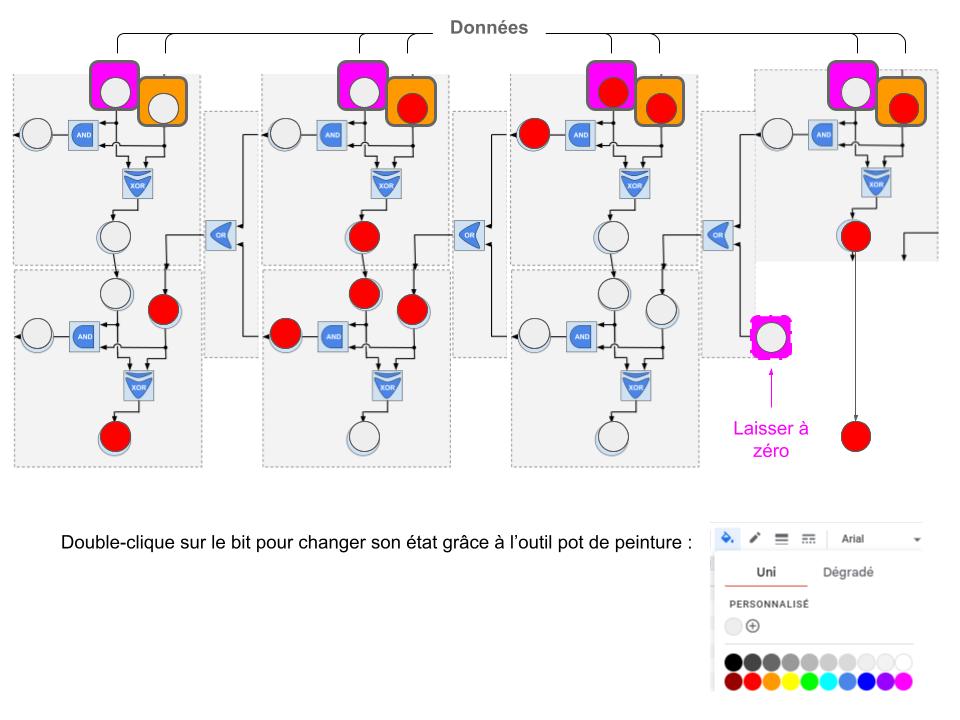 Données
AND
AND
AND
AND
XOR
XOR
XOR
XOR
OR
OR
OR
AND
AND
AND
XOR
XOR
XOR
Laisser à
zéro
Double-clique sur le bit pour changer son état grâce à l’outil pot de peinture :
Arial
Uni Dégradé
PERSONNALISÉ